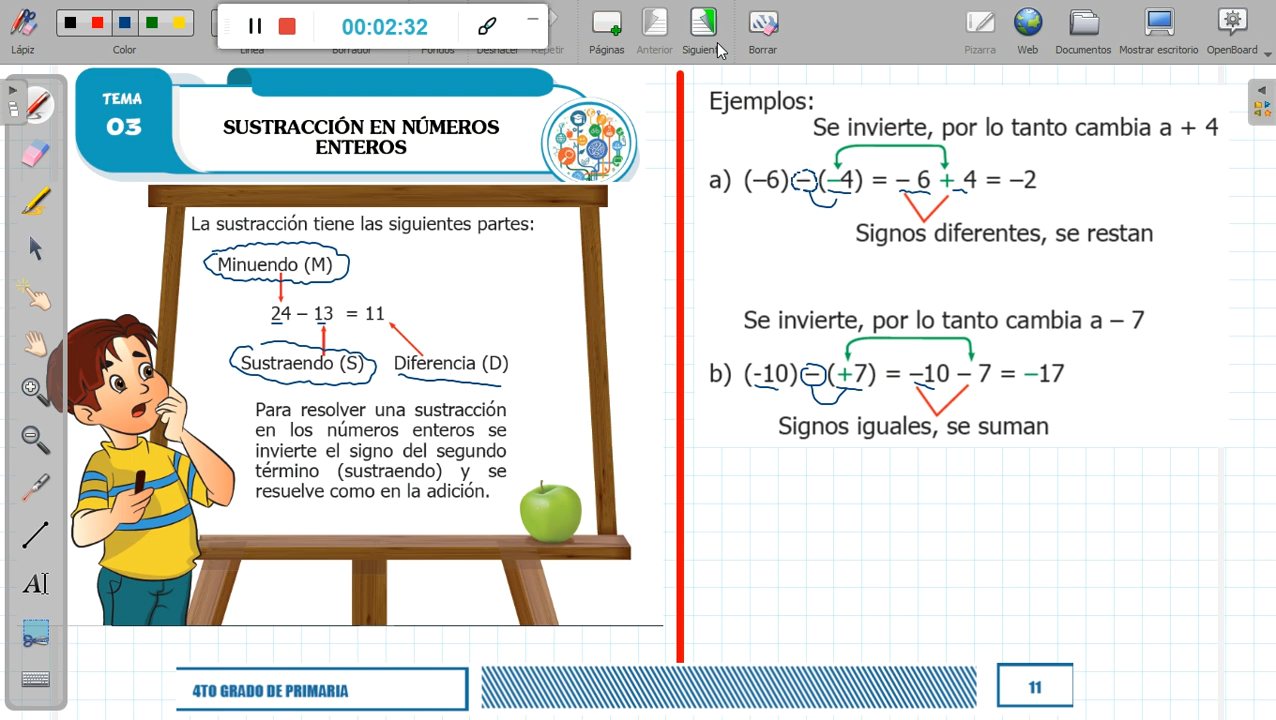 00:02:32
Lápiz
Color
Línea
Borrador
Fondos
Deshacer
Repetir
Páginas
Anterior
Siguient
Borrar
Pizarra
Web
Documentos
Mostrar escritorio
OpenBoard
TEMA
03
SUSTRACCIÓN EN NÚMEROS
ENTEROS
La sustracción tiene las siguientes partes:
Minuendo (M)
24 – 13 = 11
Sustraendo (S) Diferencia (D)
Para resolver una sustracción
en los números enteros se
invierte el signo del segundo
término (sustraendo) y se
resuelve como en la adición.
Ejemplos:
Se invierte, por lo tanto cambia a + 4
a) (–6) – (–4) = – 6 + 4 = –2
Signos diferentes, se restan
Se invierte, por lo tanto cambia a – 7
b) (-10) – (+7) = –10 – 7 = –17
Signos iguales, se suman
4TO GRADO DE PRIMARIA
11